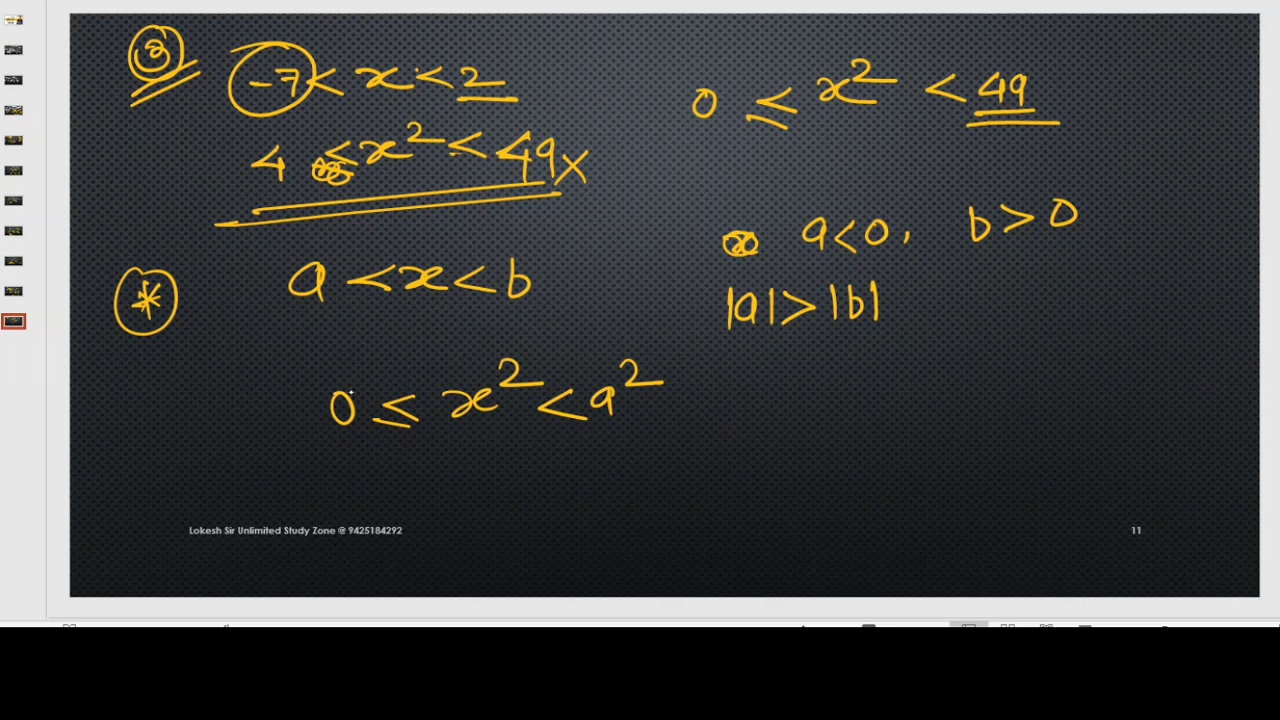 ③ -7 < x < 2
4 < x² < 49 ×
0 ≤ x² < 49
* a < x < b
a < 0, b > 0
|a| > |b|
0 ≤ x² < a²
Lokesh Sir Unlimited Study Zone @ 9425184292
11